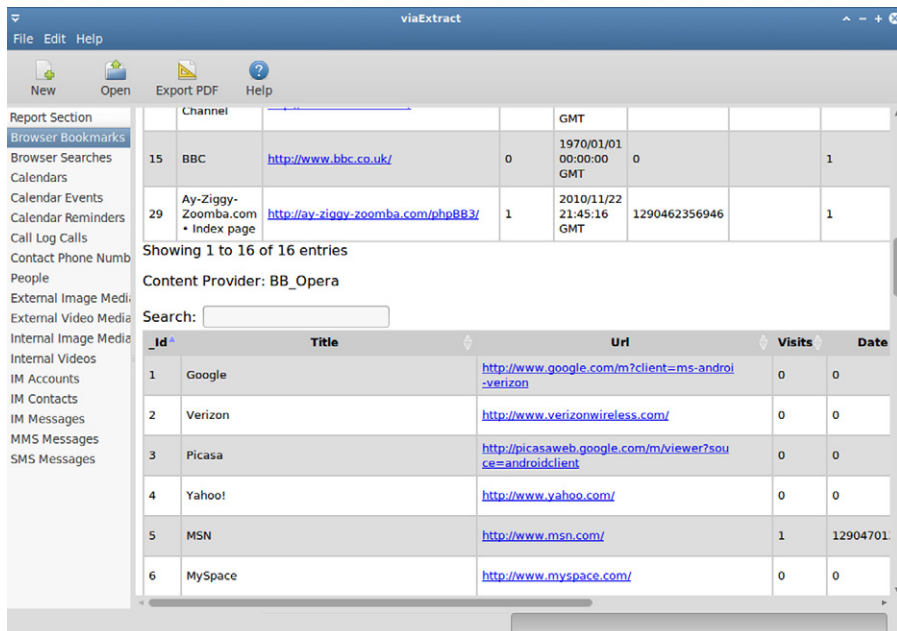 viaExtract
File Edit Help
New Open Export PDF Help
Report Section
Browser Bookmarks
Browser Searches
Calendars
Calendar Events
Calendar Reminders
Call Log Calls
Contact Phone Numb
People
External Image Media
External Video Media
Internal Image Media
Internal Videos
IM Accounts
IM Contacts
IM Messages
MMS Messages
SMS Messages
Channel GMT
15 BBC http://www.bbc.co.uk/ 0 1970/01/01 00:00:00 GMT 0 1
29 Ay-Ziggy-Zoomba.com • Index page http://ay-ziggy-zoomba.com/phpBB3/ 1 2010/11/22 21:45:16 GMT 1290462356946 1
Showing 1 to 16 of 16 entries
Content Provider: BB_Opera
Search:
_Id Title Url Visits Date
1 Google http://www.google.com/m?client=ms-androi
-verizon 0 0
2 Verizon http://www.verizonwireless.com/ 0 0
3 Picasa http://picasaweb.google.com/m/viewer?sou
ce=androidclient 0 0
4 Yahoo! http://www.yahoo.com/ 0 0
5 MSN http://www.msn.com/ 1 12904701
6 MySpace http://www.myspace.com/ 0 0